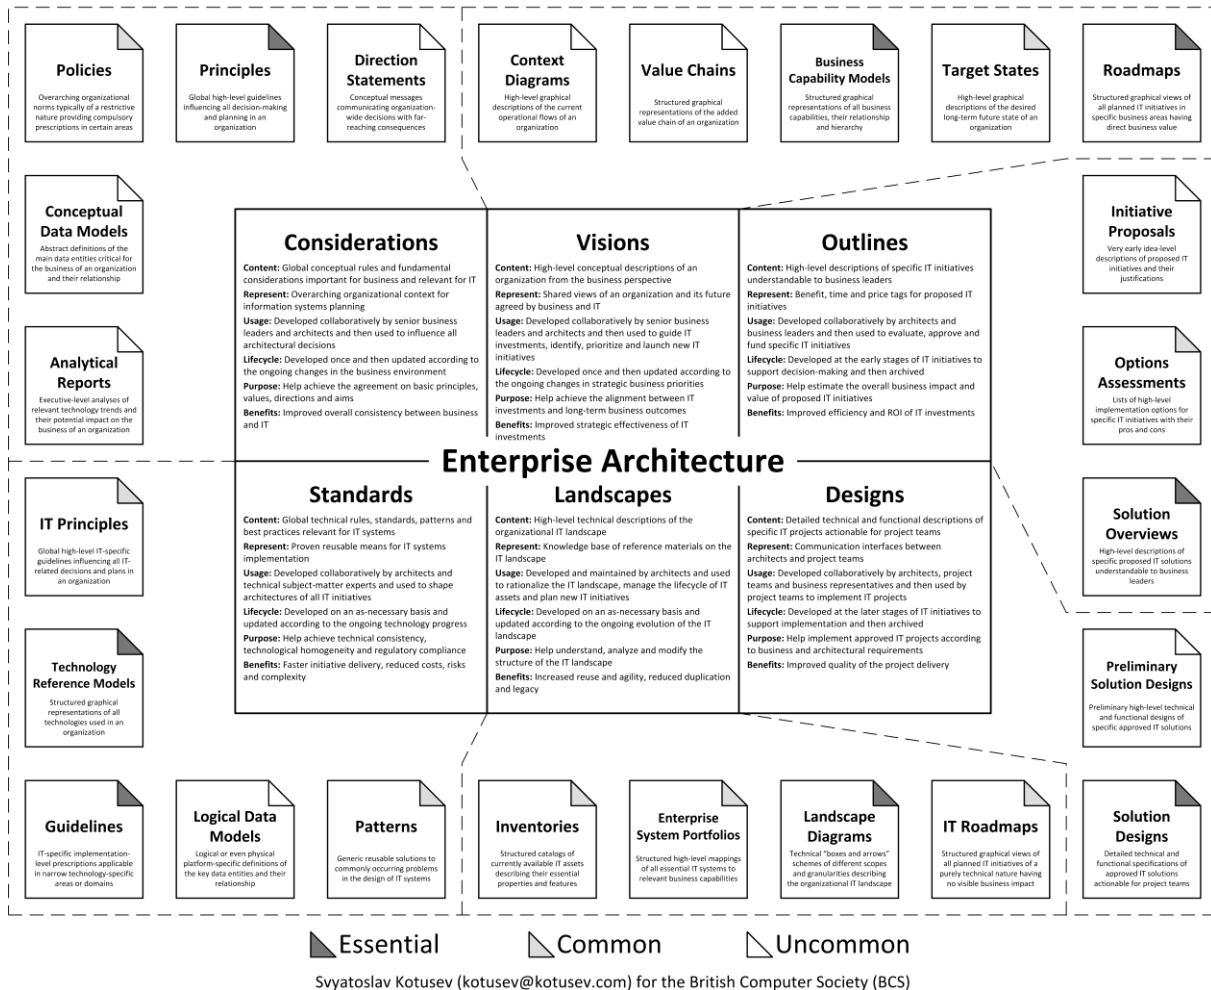 Policies
Overarching organizational
norms typically of a restrictive
nature providing compulsory
prescriptions in certain areas
Principles
Global high-level guidelines
influencing all decision-making
and planning in an
organization
Direction
Statements
Conceptual messages
communicating organization-
wide decisions with far-
reaching consequences
Context
Diagrams
High-level graphical
descriptions of the current
operational flows of an
organization
Value Chains
Structured graphical
representations of the added
value chain of an organization
Business
Capability Models
Structured graphical
representations of all business
capabilities, their relationship
and hierarchy
Target States
High-level graphical
descriptions of the desired
long-term future state of an
organization
Roadmaps
Structured graphical views of
all planned IT initiatives in
specific business areas having
direct business value
Conceptual
Data Models
Abstract definitions of the
main data entities critical for
the business of an organization
and their relationship
Analytical
Reports
Executive-level analyses of
relevant technology trends and
their potential impact on the
business of an organization
Considerations
Content: Global conceptual rules and fundamental
considerations important for business and relevant for IT
Represent: Overarching organizational context for
information systems planning
Usage: Developed collaboratively by senior business
leaders and architects and then used to influence all
architectural decisions
Lifecycle: Developed once and then updated according to
the ongoing changes in the business environment
Purpose: Help achieve the agreement on basic principles,
values, directions and aims
Benefits: Improved overall consistency between business
and IT
Visions
Content: High-level conceptual descriptions of an
organization from the business perspective
Represent: Shared views of an organization and its future
agreed by business and IT
Usage: Developed collaboratively by senior business
leaders and architects and then used to guide IT
investments, identify, prioritize and launch new IT
initiatives
Lifecycle: Developed once and then updated according to
the ongoing changes in strategic business priorities
Purpose: Help achieve the alignment between IT
investments and long-term business outcomes
Benefits: Improved strategic effectiveness of IT
investments
Outlines
Content: High-level descriptions of specific IT initiatives
understandable to business leaders
Represent: Benefit, time and price tags for proposed IT
initiatives
Usage: Developed collaboratively by architects and
business leaders and then used to evaluate, approve and
fund specific IT initiatives
Lifecycle: Developed at the early stages of IT initiatives to
support decision-making and then archived
Purpose: Help estimate the overall business impact and
value of proposed IT initiatives
Benefits: Improved efficiency and ROI of IT investments
Initiative
Proposals
Very early idea-level
descriptions of proposed IT
initiatives and their
justifications
Options
Assessments
Lists of high-level
implementation options for
specific IT initiatives with their
pros and cons
Enterprise Architecture
IT Principles
Global high-level IT-specific
guidelines influencing all IT-
related decisions and plans in
an organization
Technology
Reference Models
Structured graphical
representations of all
technologies used in an
organization
Standards
Content: Global technical rules, standards, patterns and
best practices relevant for IT systems
Represent: Proven reusable means for IT systems
implementation
Usage: Developed collaboratively by architects and
technical subject-matter experts and used to shape
architectures of all IT initiatives
Lifecycle: Developed on an as-necessary basis and
updated according to the ongoing technology progress
Purpose: Help achieve technical consistency,
technological homogeneity and regulatory compliance
Benefits: Faster initiative delivery, reduced costs, risks
and complexity
Landscapes
Content: High-level technical descriptions of the
organizational IT landscape
Represent: Knowledge base of reference materials on the
IT landscape
Usage: Developed and maintained by architects and used
to rationalize the IT landscape, manage the lifecycle of IT
assets and plan new IT initiatives
Lifecycle: Developed on an as-necessary basis and
updated according to the ongoing evolution of the IT
landscape
Purpose: Help understand, analyze and modify the
structure of the IT landscape
Benefits: Increased reuse and agility, reduced duplication
and legacy
Designs
Content: Detailed technical and functional descriptions of
specific IT projects actionable for project teams
Represent: Communication interfaces between
architects and project teams
Usage: Developed collaboratively by architects, project
teams and business representatives and then used by
project teams to implement IT projects
Lifecycle: Developed at the later stages of IT initiatives to
support implementation and then archived
Purpose: Help implement approved IT projects according
to business and architectural requirements
Benefits: Improved quality of the project delivery
Solution
Overviews
High-level descriptions of
specific proposed IT solutions
understandable to business
leaders
Preliminary
Solution Designs
Preliminary high-level technical
and functional designs of
specific approved IT solutions
Guidelines
IT-specific implementation-
level prescriptions applicable
in narrow technology-specific
areas or domains
Logical Data
Models
Logical or even physical
platform-specific definitions of
the key data entities and their
relationship
Patterns
Generic reusable solutions to
commonly occurring problems
in the design of IT systems
Inventories
Structured catalogs of
currently available IT assets
describing their essential
properties and features
Enterprise
System Portfolios
Structured high-level mappings
of all essential IT systems to
relevant business capabilities
Landscape
Diagrams
Technical "boxes and arrows"
schemes of different scopes
and granularities describing
the organizational IT landscape
IT Roadmaps
Structured graphical views of
all planned IT initiatives of a
purely technical nature having
no visible business impact
Solution
Designs
Detailed technical and
functional specifications of
approved IT solutions
actionable for project teams
Essential
Common
Uncommon
Svyatoslav Kotusev (kotusev@kotusev.com) for the British Computer Society (BCS)